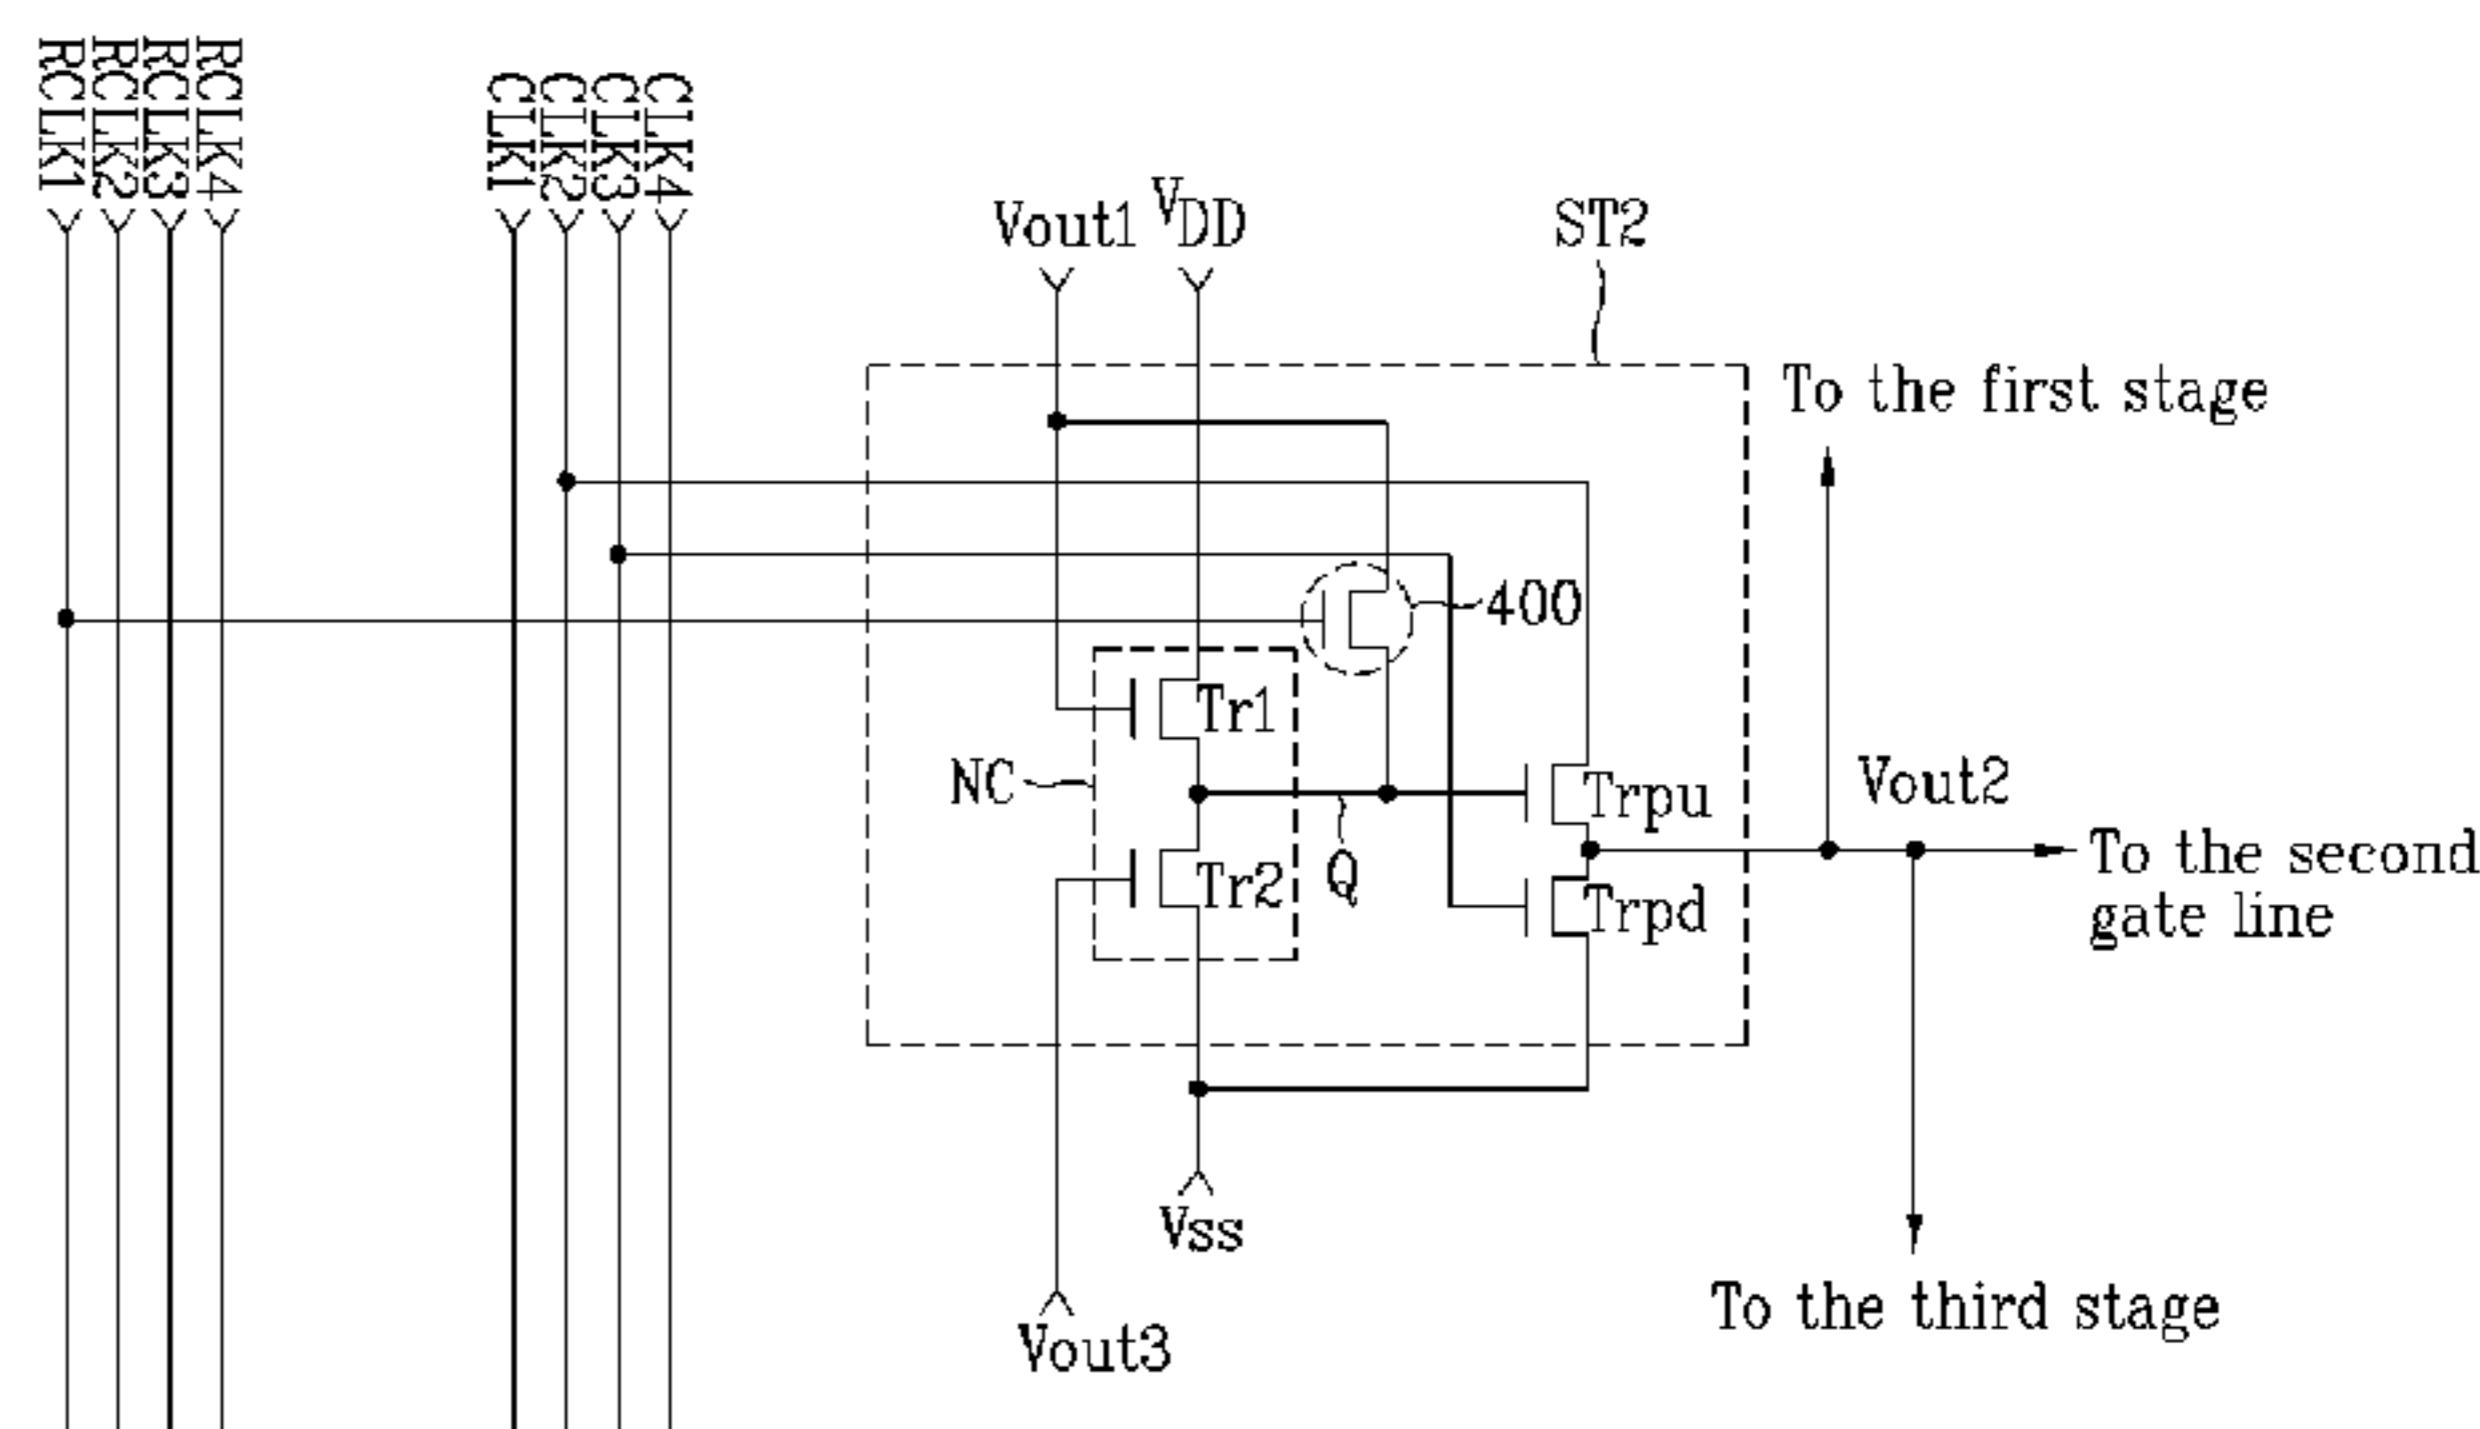 RCLK1
RCLK2
RCLK3
RCLK4
CLK1
CLK2
CLK3
CLK4
Vout1
VDD
ST2
To the first stage
400
Tr1
NC
Trpu
Vout2
To the second
gate line
Q
Tr2
Trpd
Vss
To the third stage
Vout3